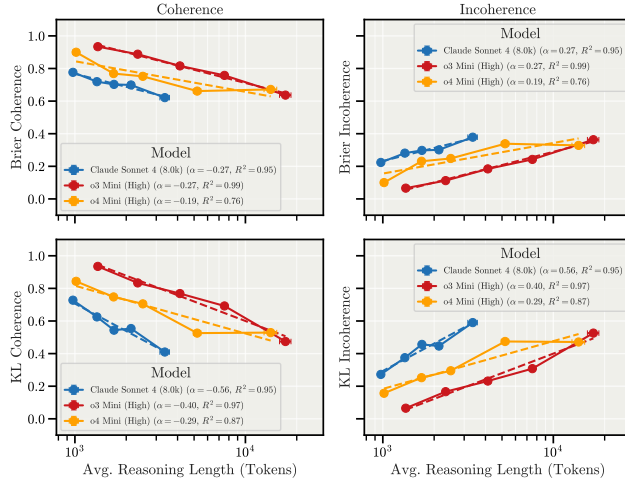 Coherence
Incoherence
Brier Coherence
1.0
0.8
0.6
0.4
0.2
0.0
Model
Claude Sonnet 4 (8.0k) (α=−0.27, R²=0.95)
o3 Mini (High) (α=−0.27, R²=0.99)
o4 Mini (High) (α=−0.19, R²=0.76)
Brier Incoherence
Model
Claude Sonnet 4 (8.0k) (α=0.27, R²=0.95)
o3 Mini (High) (α=0.27, R²=0.99)
o4 Mini (High) (α=0.19, R²=0.76)
KL Coherence
1.0
0.8
0.6
0.4
0.2
0.0
Model
Claude Sonnet 4 (8.0k) (α=−0.56, R²=0.95)
o3 Mini (High) (α=−0.40, R²=0.97)
o4 Mini (High) (α=−0.29, R²=0.87)
10³
10⁴
Avg. Reasoning Length (Tokens)
KL Incoherence
Model
Claude Sonnet 4 (8.0k) (α=0.56, R²=0.95)
o3 Mini (High) (α=0.40, R²=0.97)
o4 Mini (High) (α=0.29, R²=0.87)
10³
10⁴
Avg. Reasoning Length (Tokens)